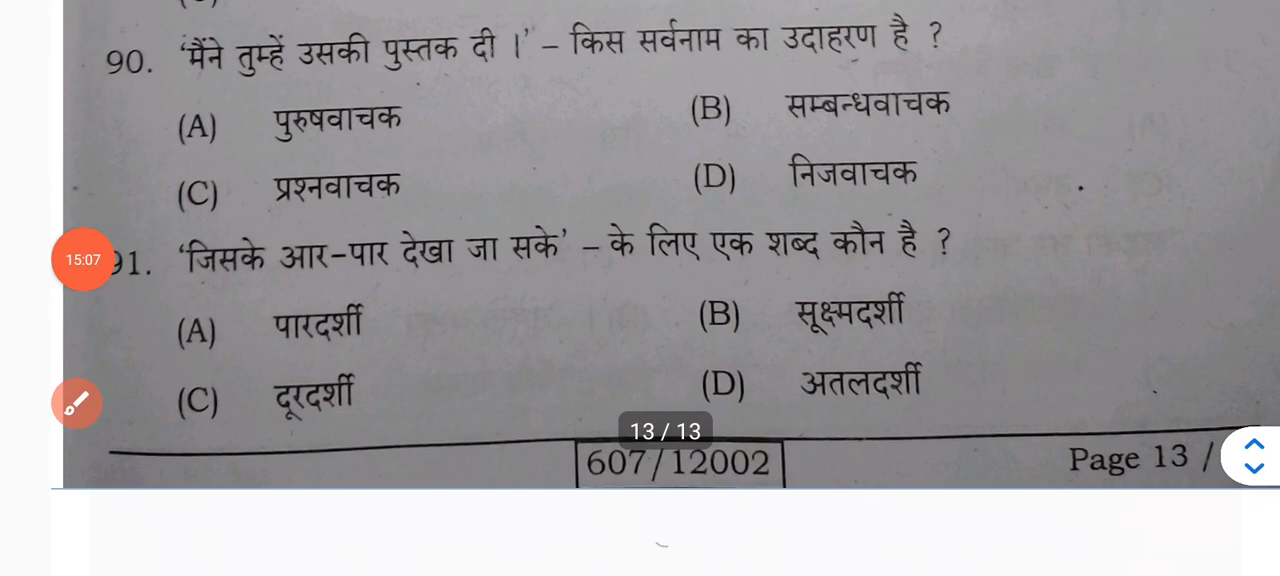 90. 'मैंने तुम्हें उसकी पुस्तक दी ।' – किस सर्वनाम का उदाहरण है ?
(A) पुरुषवाचक (B) सम्बन्धवाचक
(C) प्रश्नवाचक (D) निजवाचक
91. 'जिसके आर-पार देखा जा सके' – के लिए एक शब्द कौन है ?
15:07
(A) पारदर्शी (B) सूक्ष्मदर्शी
(C) दूरदर्शी (D) अतलदर्शी
13 / 13
607/12002 Page 13 /